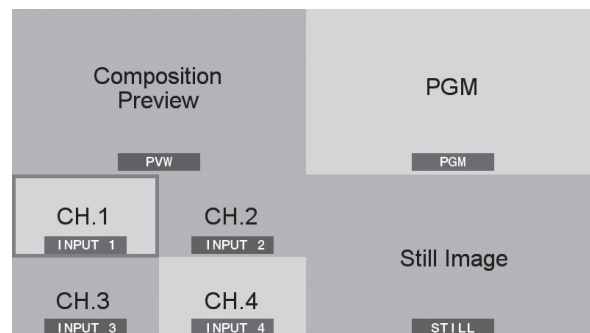 Composition
Preview
PVW
PGM
PGM
CH.1
INPUT 1
CH.2
INPUT 2
Still Image
STILL
CH.3
INPUT 3
CH.4
INPUT 4